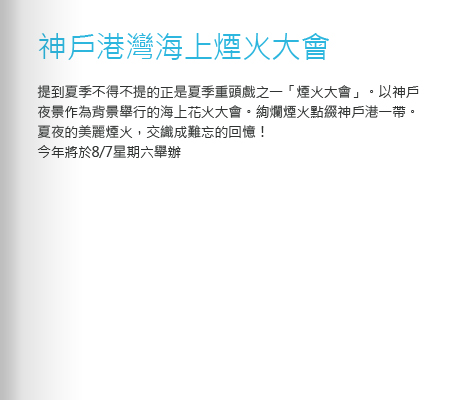 神戶港灣海上煙火大會
提到夏季不得不提的正是夏季重頭戲之一「煙火大會」。以神戶
夜景作為背景舉行的海上花火大會。絢爛煙火點綴神戶港一帶。
夏夜的美麗煙火，交織成難忘的回憶！
今年將於8/7星期六舉辦